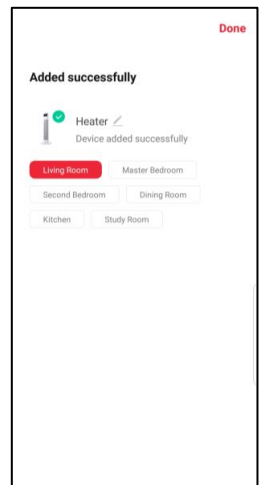 Done
Added successfully
Heater
Device added successfully
Living Room Master Bedroom
Second Bedroom Dining Room
Kitchen Study Room